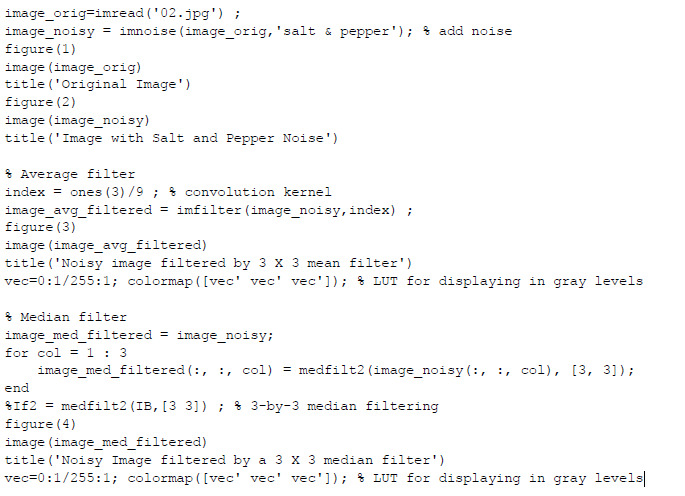 image_orig=imread('02.jpg') ;
image_noisy = imnoise(image_orig,'salt & pepper'); % add noise
figure(1)
image(image_orig)
title('Original Image')
figure(2)
image(image_noisy)
title('Image with Salt and Pepper Noise')

% Average filter
index = ones(3)/9 ; % convolution kernel
image_avg_filtered = imfilter(image_noisy,index) ;
figure(3)
image(image_avg_filtered)
title('Noisy image filtered by 3 X 3 mean filter')
vec=0:1/255:1; colormap([vec' vec' vec']); % LUT for displaying in gray levels

% Median filter
image_med_filtered = image_noisy;
for col = 1 : 3
    image_med_filtered(:, :, col) = medfilt2(image_noisy(:, :, col), [3, 3]);
end
%If2 = medfilt2(IB,[3 3]) ; % 3-by-3 median filtering
figure(4)
image(image_med_filtered)
title('Noisy Image filtered by a 3 X 3 median filter')
vec=0:1/255:1; colormap([vec' vec' vec']); % LUT for displaying in gray levels